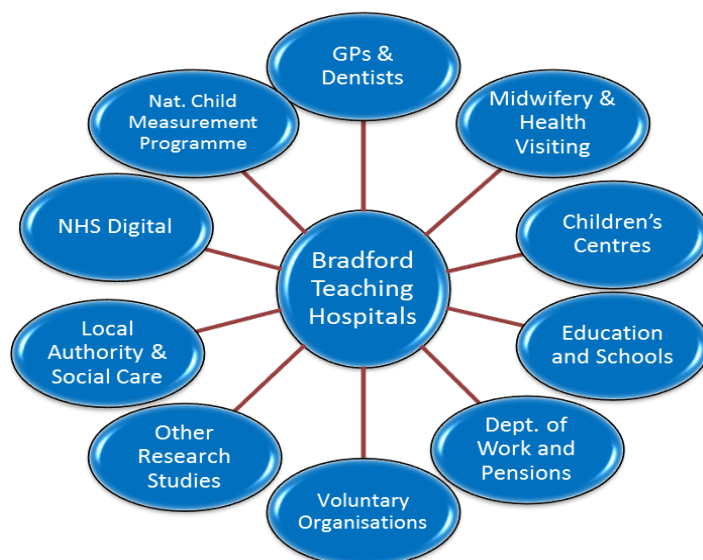 GPs &
Dentists
Nat. Child
Measurement
Programme
Midwifery &
Health
Visiting
NHS Digital
Children's
Centres
Bradford
Teaching
Hospitals
Local
Authority &
Social Care
Education
and Schools
Other
Research
Studies
Dept. of
Work and
Pensions
Voluntary
Organisations